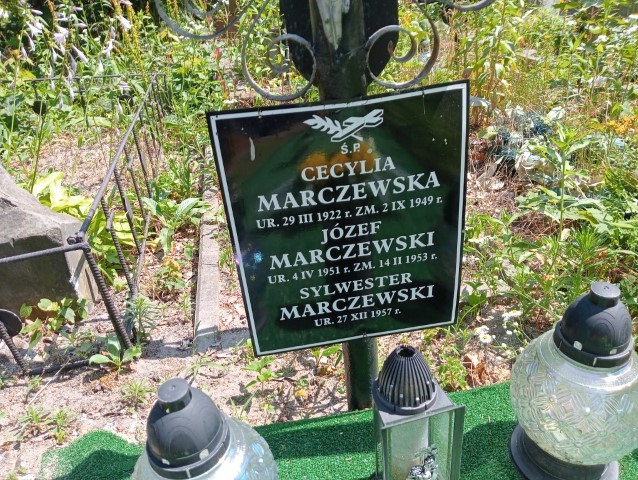 Ś.P.
CECYLIA
MARCZEWSKA
UR. 29 III 1922 r. ZM. 2 IX 1949 r.
JÓZEF
MARCZEWSKI
UR. 4 IV 1951 r. ZM. 14 II 1953 r.
SYLWESTER
MARCZEWSKI
UR. 27 XII 1957 r.